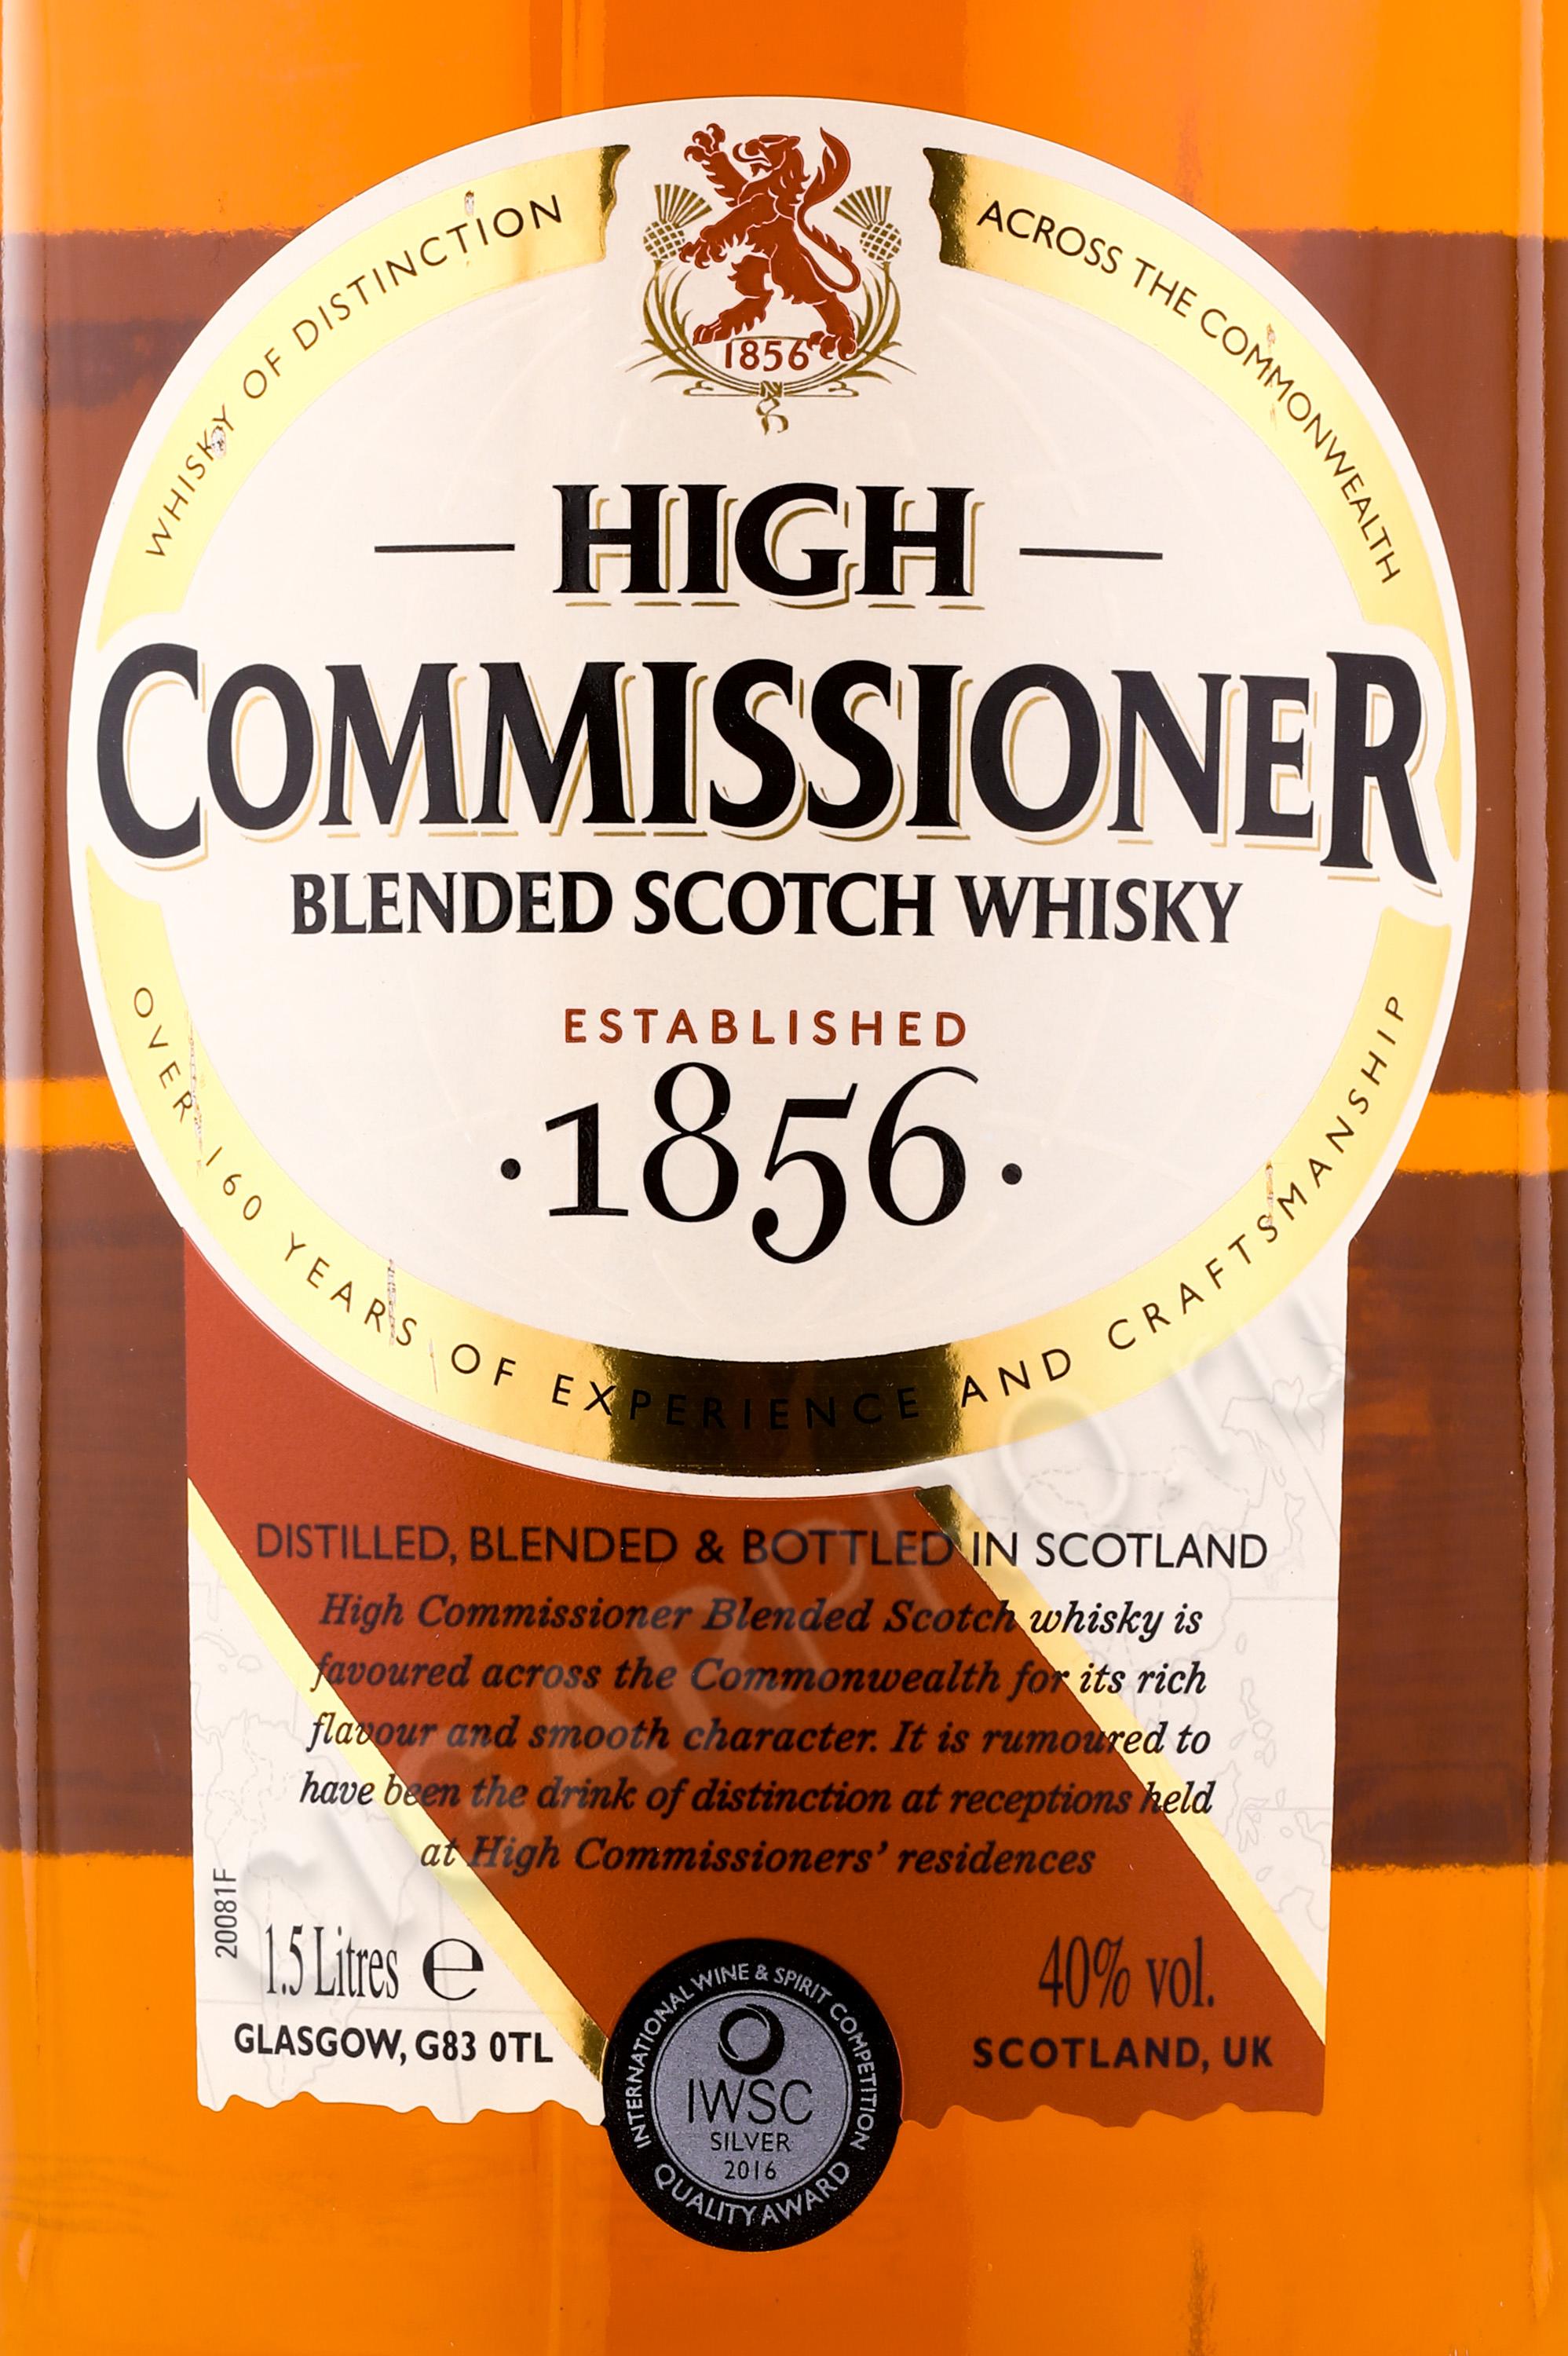 WHISKY OF DISTINCTION
ACROSS THE COMMONWEALTH
1856
HIGH
COMMISSIONER
BLENDED SCOTCH WHISKY
ESTABLISHED
·1856·
OVER 160 YEARS OF EXPERIENCE AND CRAFTSMANSHIP
DISTILLED, BLENDED & BOTTLED IN SCOTLAND
High Commissioner Blended Scotch whisky is
favoured across the Commonwealth for its rich
flavour and smooth character. It is rumoured to
have been the drink of distinction at receptions held
at High Commissioners’ residences
20081F
1.5 Litres e
40% vol.
GLASGOW, G83 0TL
SCOTLAND, UK
INTERNATIONAL WINE & SPIRIT COMPETITION
IWSC
SILVER
2016
QUALITY AWARD